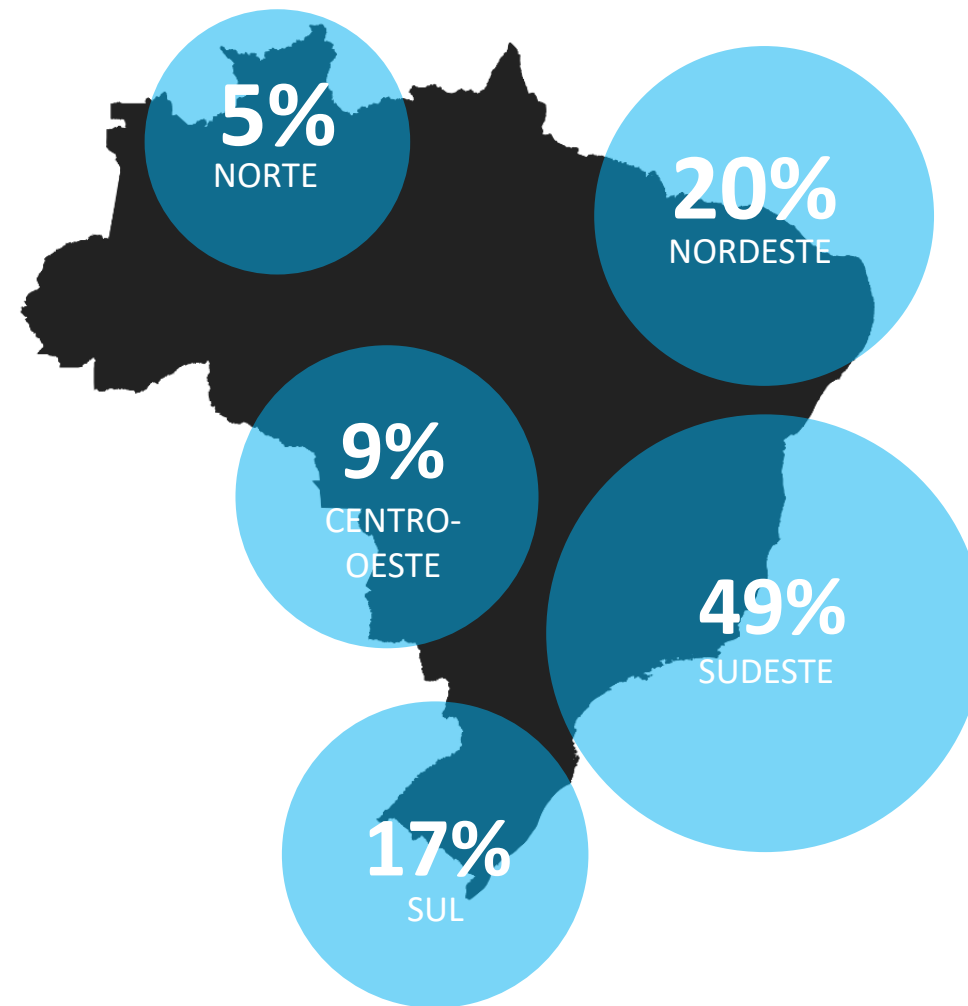 5%
NORTE
20%
NORDESTE
9%
CENTRO-
OESTE
49%
SUDESTE
17%
SUL